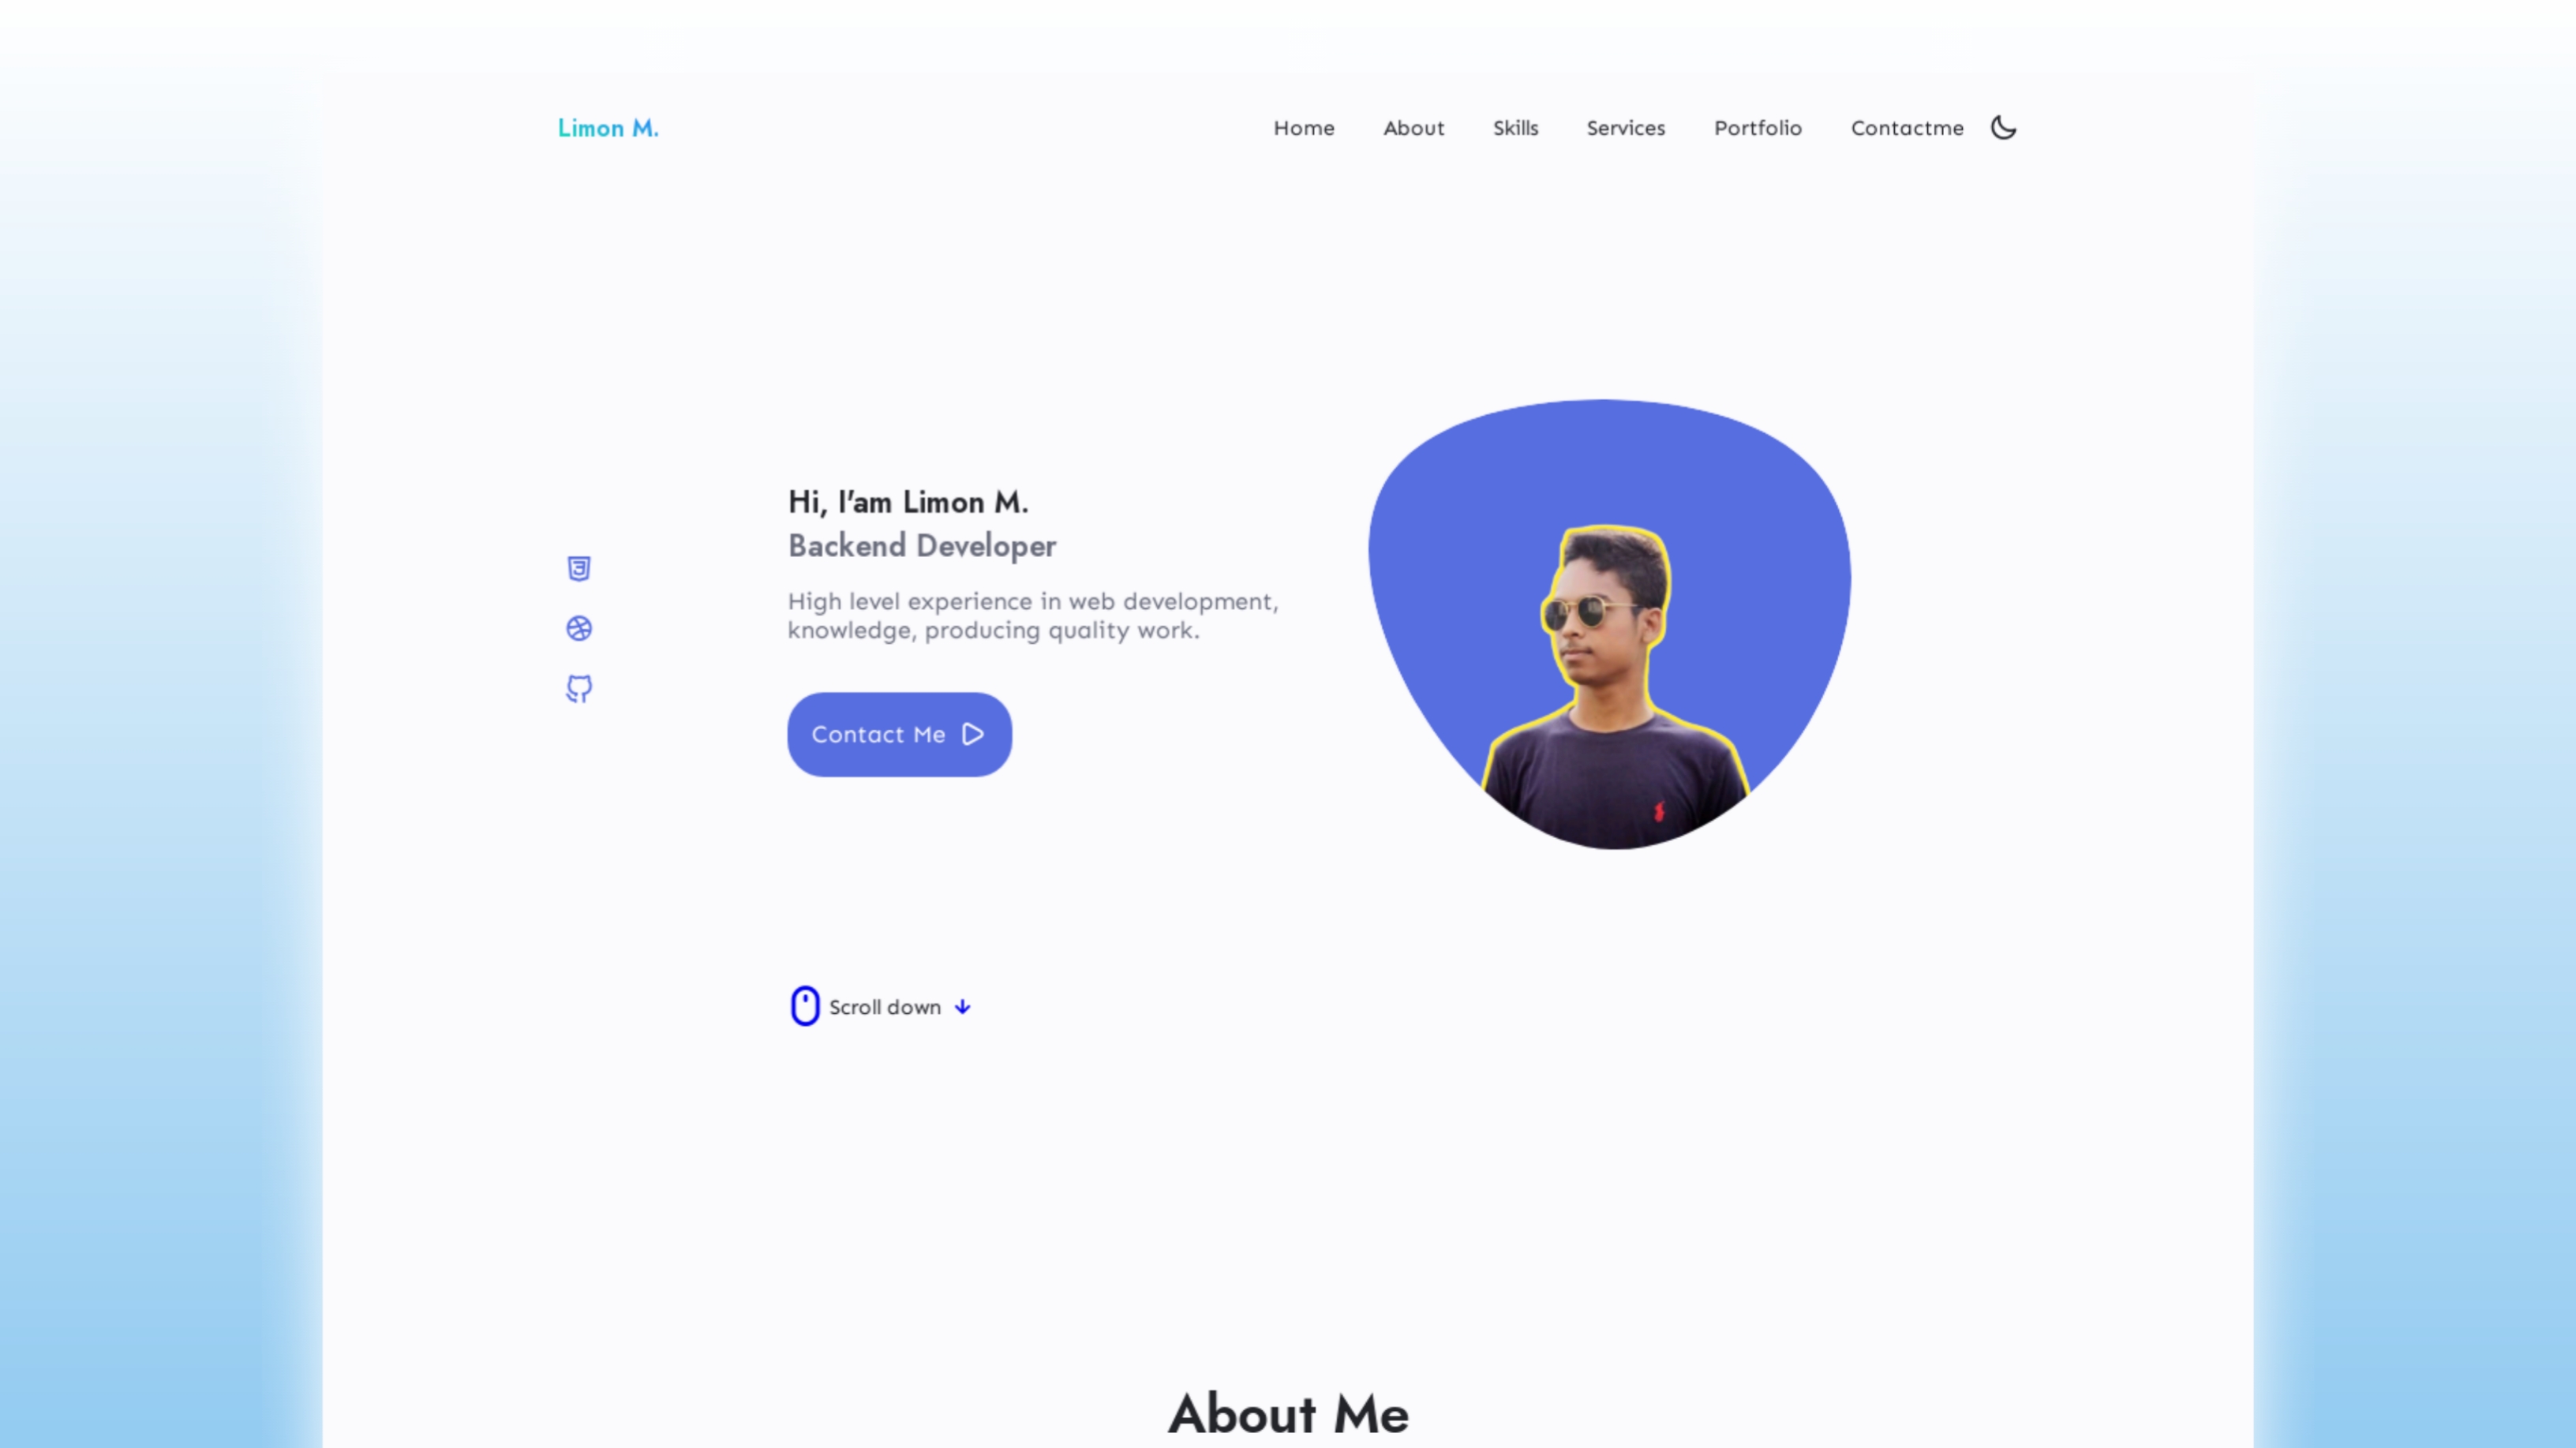 Limon M.
Home About Skills Services Portfolio Contactme
Hi, I'am Limon M.
Backend Developer
High level experience in web development,
knowledge, producing quality work.
Contact Me
Scroll down
About Me